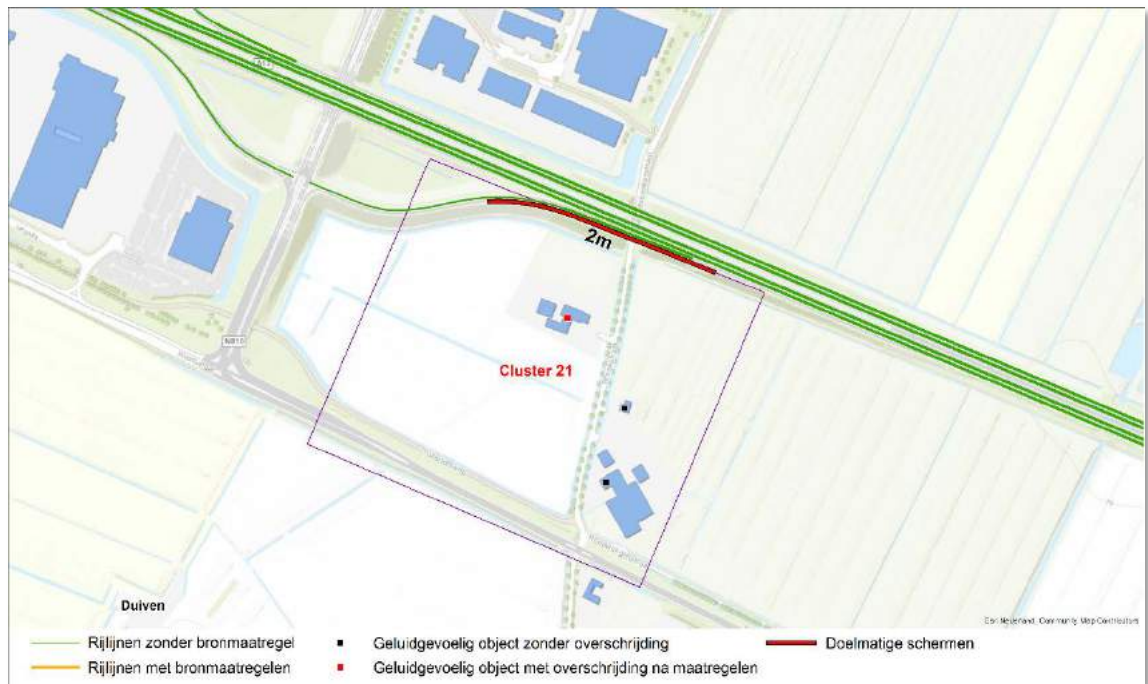 2m
N810
Cluster 21
Duiven
Rijlijnen zonder bronmaatregel
Geluidgevoelig object zonder overschrijding
Doelmatige schermen
Rijlijnen met bronmaatregelen
Geluidgevoelig object met overschrijding na maatregelen
Esri Nederland, Community Map Contributors